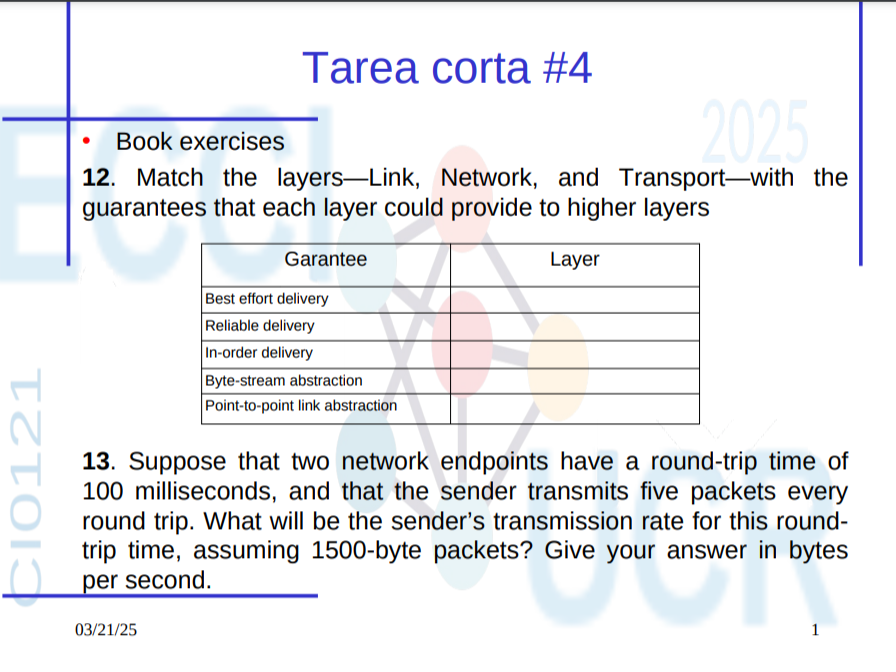 Tarea corta #4
2025
ECCI
• Book exercises
12. Match the layers—Link, Network, and Transport—with the
guarantees that each layer could provide to higher layers
Garantee Layer
Best effort delivery
Reliable delivery
In-order delivery
Byte-stream abstraction
Point-to-point link abstraction
CI0121
13. Suppose that two network endpoints have a round-trip time of
100 milliseconds, and that the sender transmits five packets every
round trip. What will be the sender’s transmission rate for this round-
trip time, assuming 1500-byte packets? Give your answer in bytes
per second.
UCR
03/21/25 1